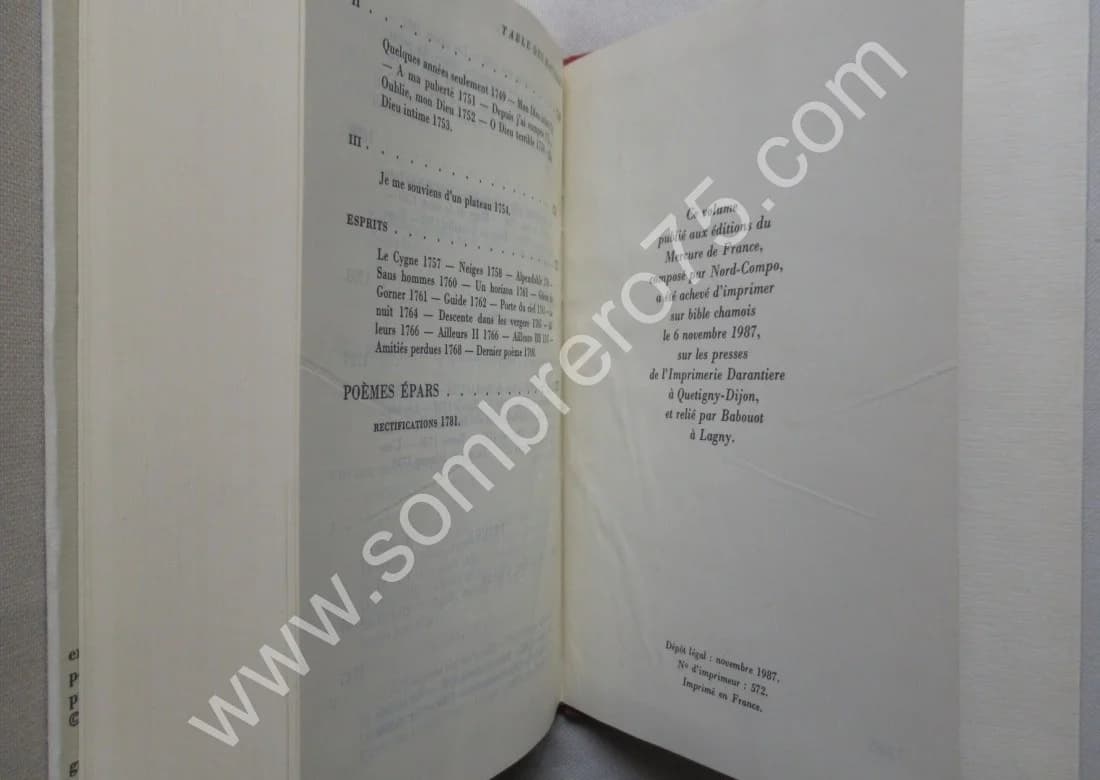 II
TABLE DES
Quelques années seulement 1749 — Mon Dieu
— A ma puberté 1751 — Depuis j'ai
Oublie, mon Dieu 1752 — O Dieu terrible
Dieu intime 1753.
III
Je me souviens d'un plateau 1754.
ESPRITS
Le Cygne 1757 — Neiges 1758 —
Sans hommes 1760 — Un horizon 1761 —
Gorner 1761 — Guide 1762 — Porte du ciel
nuit 1764 — Descente dans les vergers
leurs 1766 — Ailleurs II 1766 — Ailleurs III
Amitiés perdues 1768 — Dernier poème
POÈMES ÉPARS
RECTIFICATIONS 1781.
Ce volume
publié aux éditions du
Mercure de France,
composé par Nord-Compo,
a été achevé d'imprimer
sur bible chamois
le 6 novembre 1987,
sur les presses
de l'Imprimerie Darantiere
à Quetigny-Dijon,
et relié par Babouot
à Lagny.
Dépôt légal : novembre 1987.
N° d'imprimeur : 572.
Imprimé en France.
www.sombrero75.com